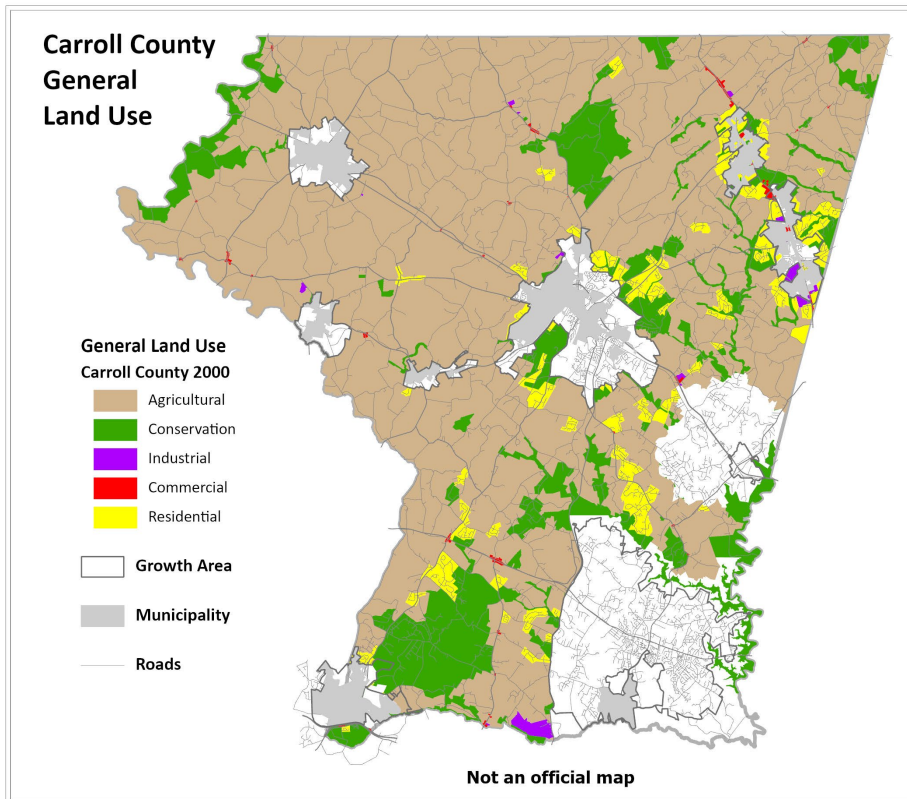 Carroll County
General
Land Use
General Land Use
Carroll County 2000
Agricultural
Conservation
Industrial
Commercial
Residential
Growth Area
Municipality
Roads
Not an official map